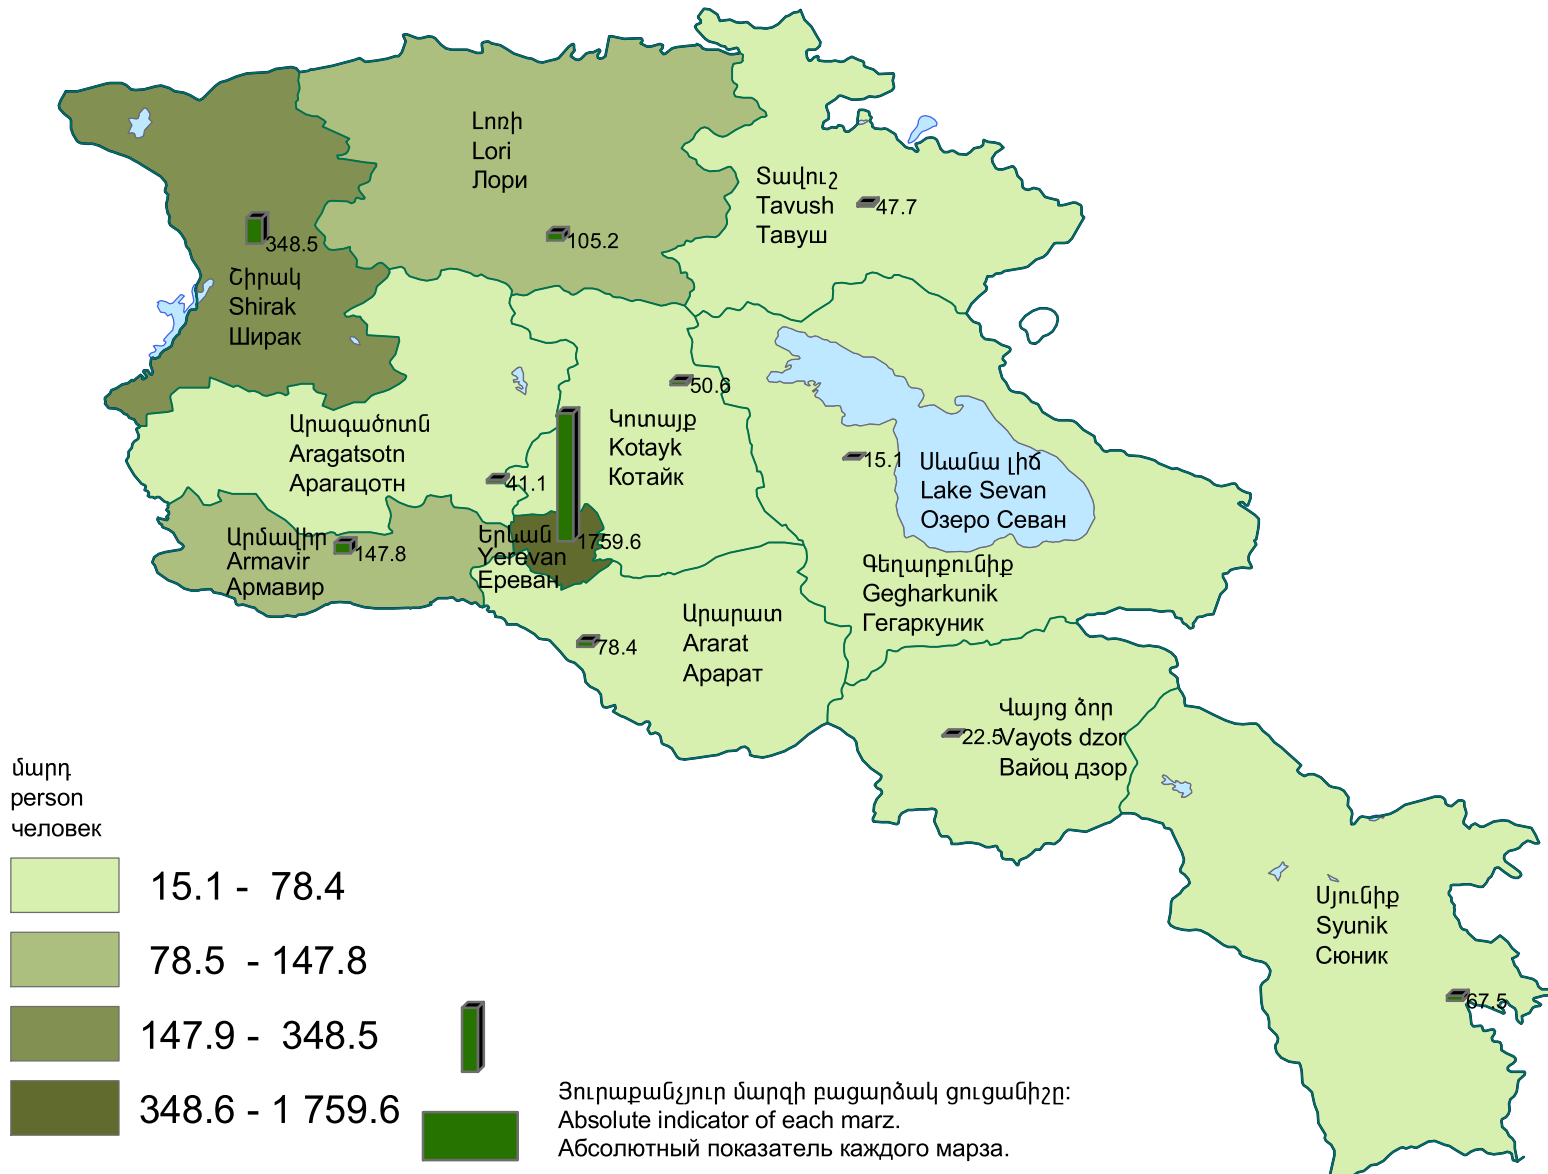 Լոռի
Lori
Лори
105.2
Տավուշ
Tavush
Тавуш
47.7
348.5
Շիրակ
Shirak
Ширак
Արագածոտն
Aragatsotn
Арагацотн
41.1
50.6
Կոտայք
Kotayk
Котайк
15.1
Սևանա լիճ
Lake Sevan
Озеро Севан
Արմավիր
Armavir
Армавир
147.8
Երևան
Yerevan
Ереван
1759.6
Գեղարքունիք
Gegharkunik
Гегаркуник
Արարատ
Ararat
Арарат
78.4
Վայոց ձոր
Vayots dzor
Вайоц дзор
22.5
Սյունիք
Syunik
Сюник
67.5
մարդ
person
человек
15.1 - 78.4
78.5 - 147.8
147.9 - 348.5
348.6 - 1 759.6
Յուրաքանչյուր մարզի բացարձակ ցուցանիշը:
Absolute indicator of each marz.
Абсолютный показатель каждого марза.